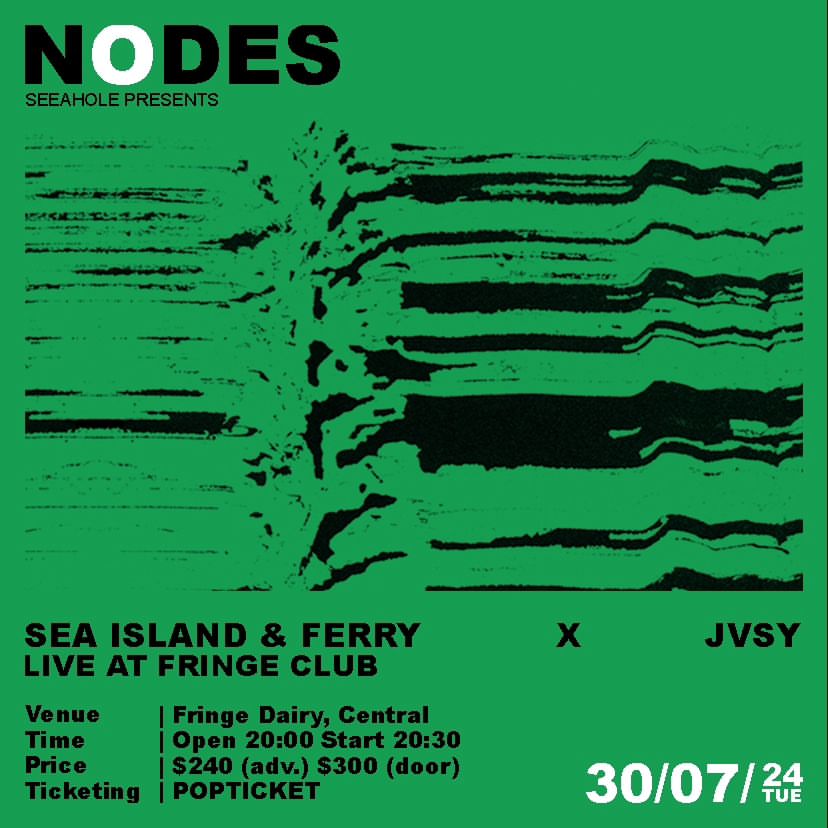 NODES
SEEAHOLE PRESENTS
SEA ISLAND & FERRY X JVSY
LIVE AT FRINGE CLUB
Venue | Fringe Dairy, Central
Time | Open 20:00 Start 20:30
Price | $240 (adv.) $300 (door)
Ticketing | POPTICKET
30/07/24
TUE